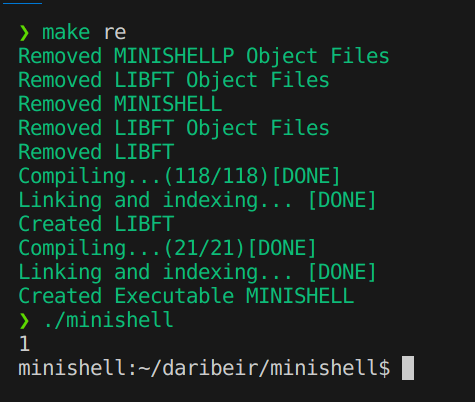 ❯ make re
Removed MINISHELLP Object Files
Removed LIBFT Object Files
Removed MINISHELL
Removed LIBFT Object Files
Removed LIBFT
Compiling...(118/118)[DONE]
Linking and indexing... [DONE]
Created LIBFT
Compiling...(21/21)[DONE]
Linking and indexing... [DONE]
Created Executable MINISHELL
❯ ./minishell
1
minishell:~/daribeir/minishell$